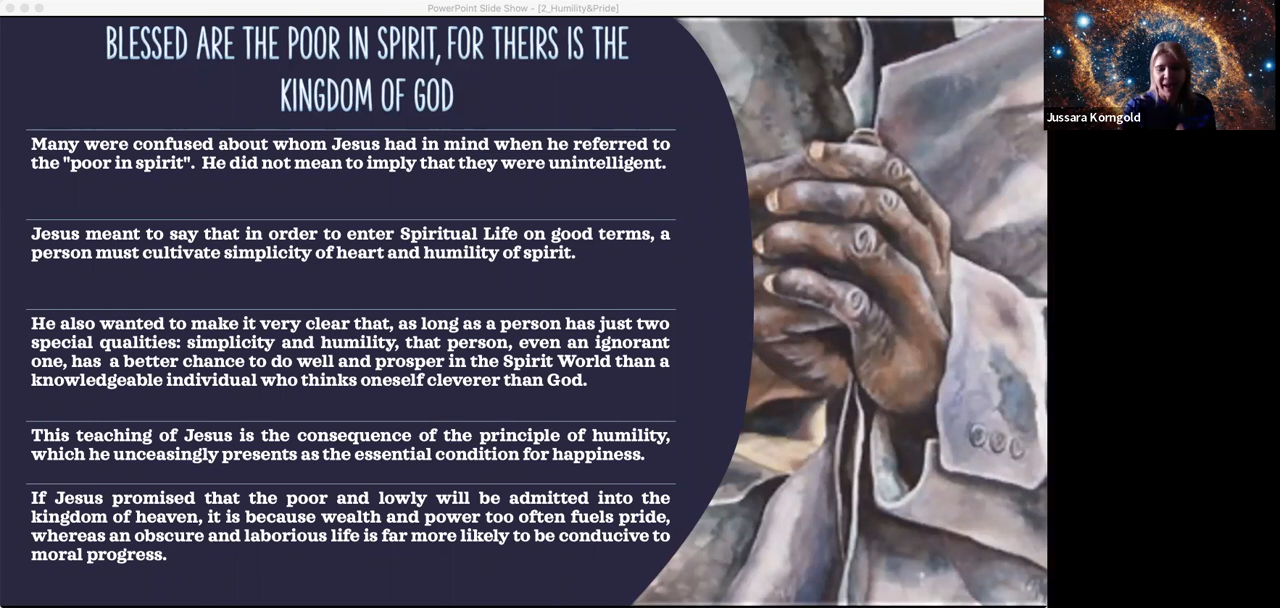 PowerPoint Slide Show - [2_Humility&Pride]
BLESSED ARE THE POOR IN SPIRIT, FOR THEIRS IS THE
KINGDOM OF GOD
Many were confused about whom Jesus had in mind when he referred to
the "poor in spirit". He did not mean to imply that they were unintelligent.
Jesus meant to say that in order to enter Spiritual Life on good terms, a
person must cultivate simplicity of heart and humility of spirit.
He also wanted to make it very clear that, as long as a person has just two
special qualities: simplicity and humility, that person, even an ignorant
one, has a better chance to do well and prosper in the Spirit World than a
knowledgeable individual who thinks oneself cleverer than God.
This teaching of Jesus is the consequence of the principle of humility,
which he unceasingly presents as the essential condition for happiness.
If Jesus promised that the poor and lowly will be admitted into the
kingdom of heaven, it is because wealth and power too often fuels pride,
whereas an obscure and laborious life is far more likely to be conducive to
moral progress.
Jussara Korngold